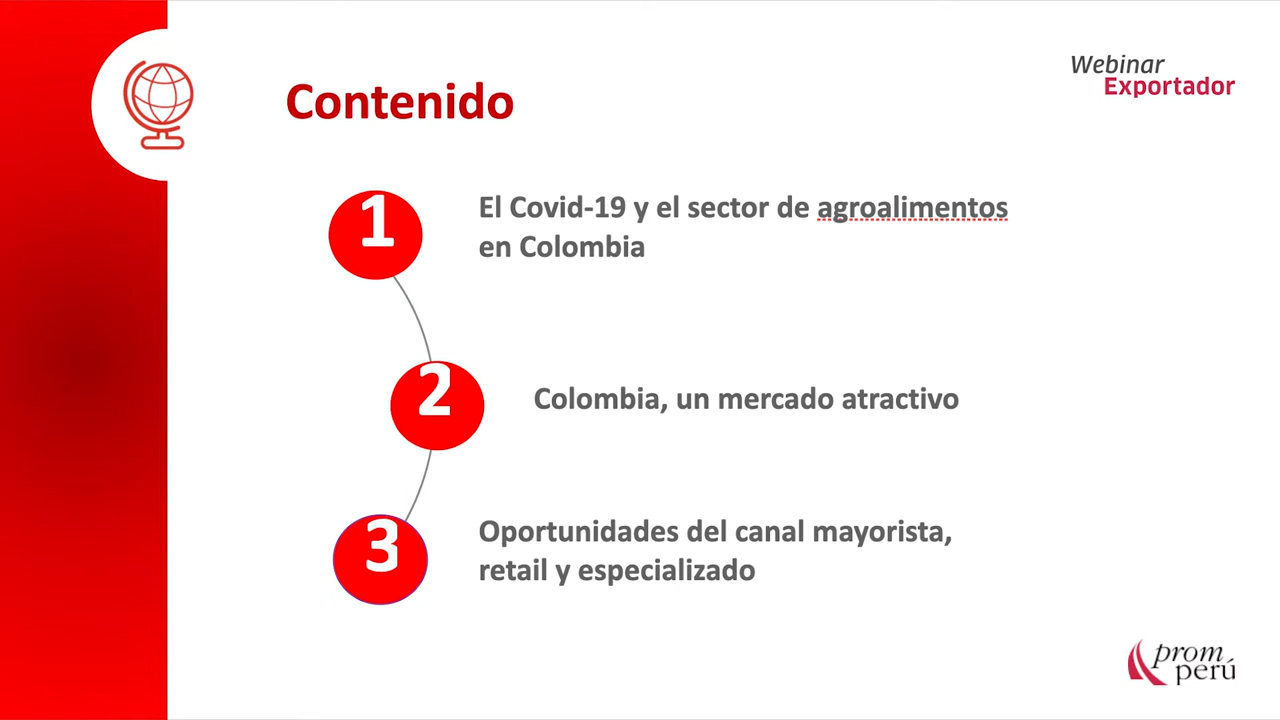 Webinar
Exportador
Contenido
1
El Covid-19 y el sector de agroalimentos
en Colombia
2
Colombia, un mercado atractivo
3
Oportunidades del canal mayorista,
retail y especializado
prom
perú